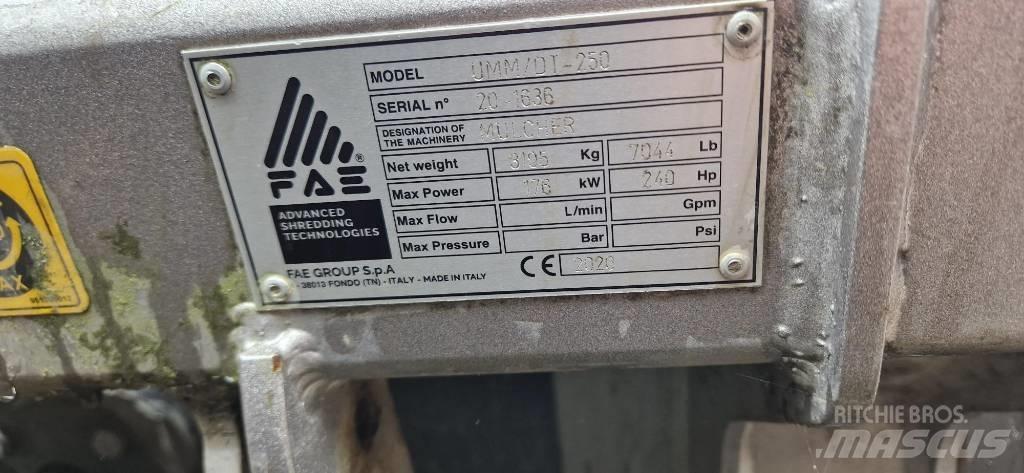 MODEL UMM/DT-250
SERIAL n° 20-1636
DESIGNATION OF THE MACHINERY MULCHER
Net weight 3195 Kg 7044 Lb
Max Power 176 kW 240 Hp
Max Flow L/min Gpm
Max Pressure Bar Psi
CE 2020
FAE®
ADVANCED
SHREDDING
TECHNOLOGIES
FAE GROUP S.p.A
- 38013 FONDO (TN) - ITALY - MADE IN ITALY
RITCHIE BROS.
MASCUS